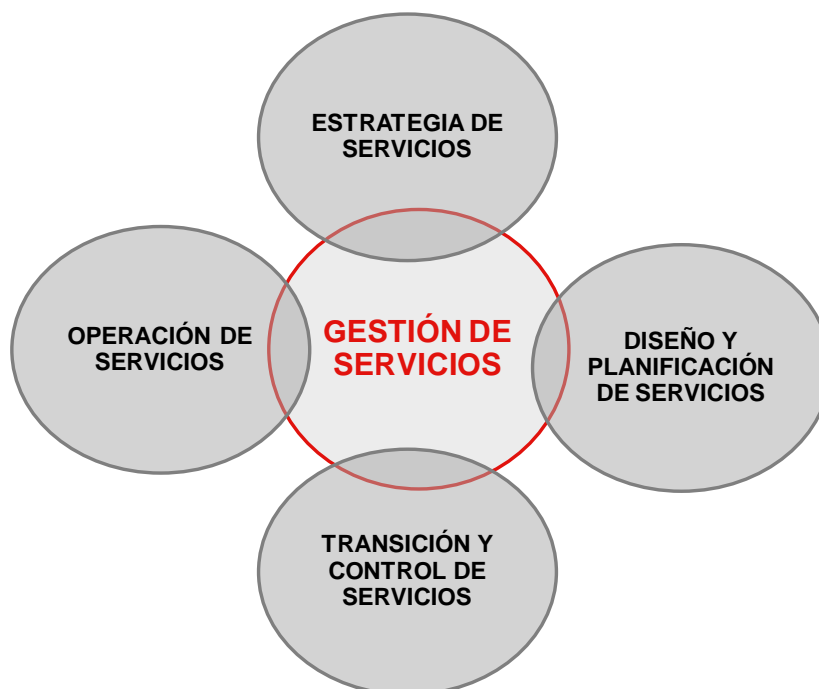 ESTRATEGIA DE
SERVICIOS
OPERACIÓN DE
SERVICIOS
GESTIÓN DE
SERVICIOS
DISEÑO Y
PLANIFICACIÓN
DE SERVICIOS
TRANSICIÓN Y
CONTROL DE
SERVICIOS